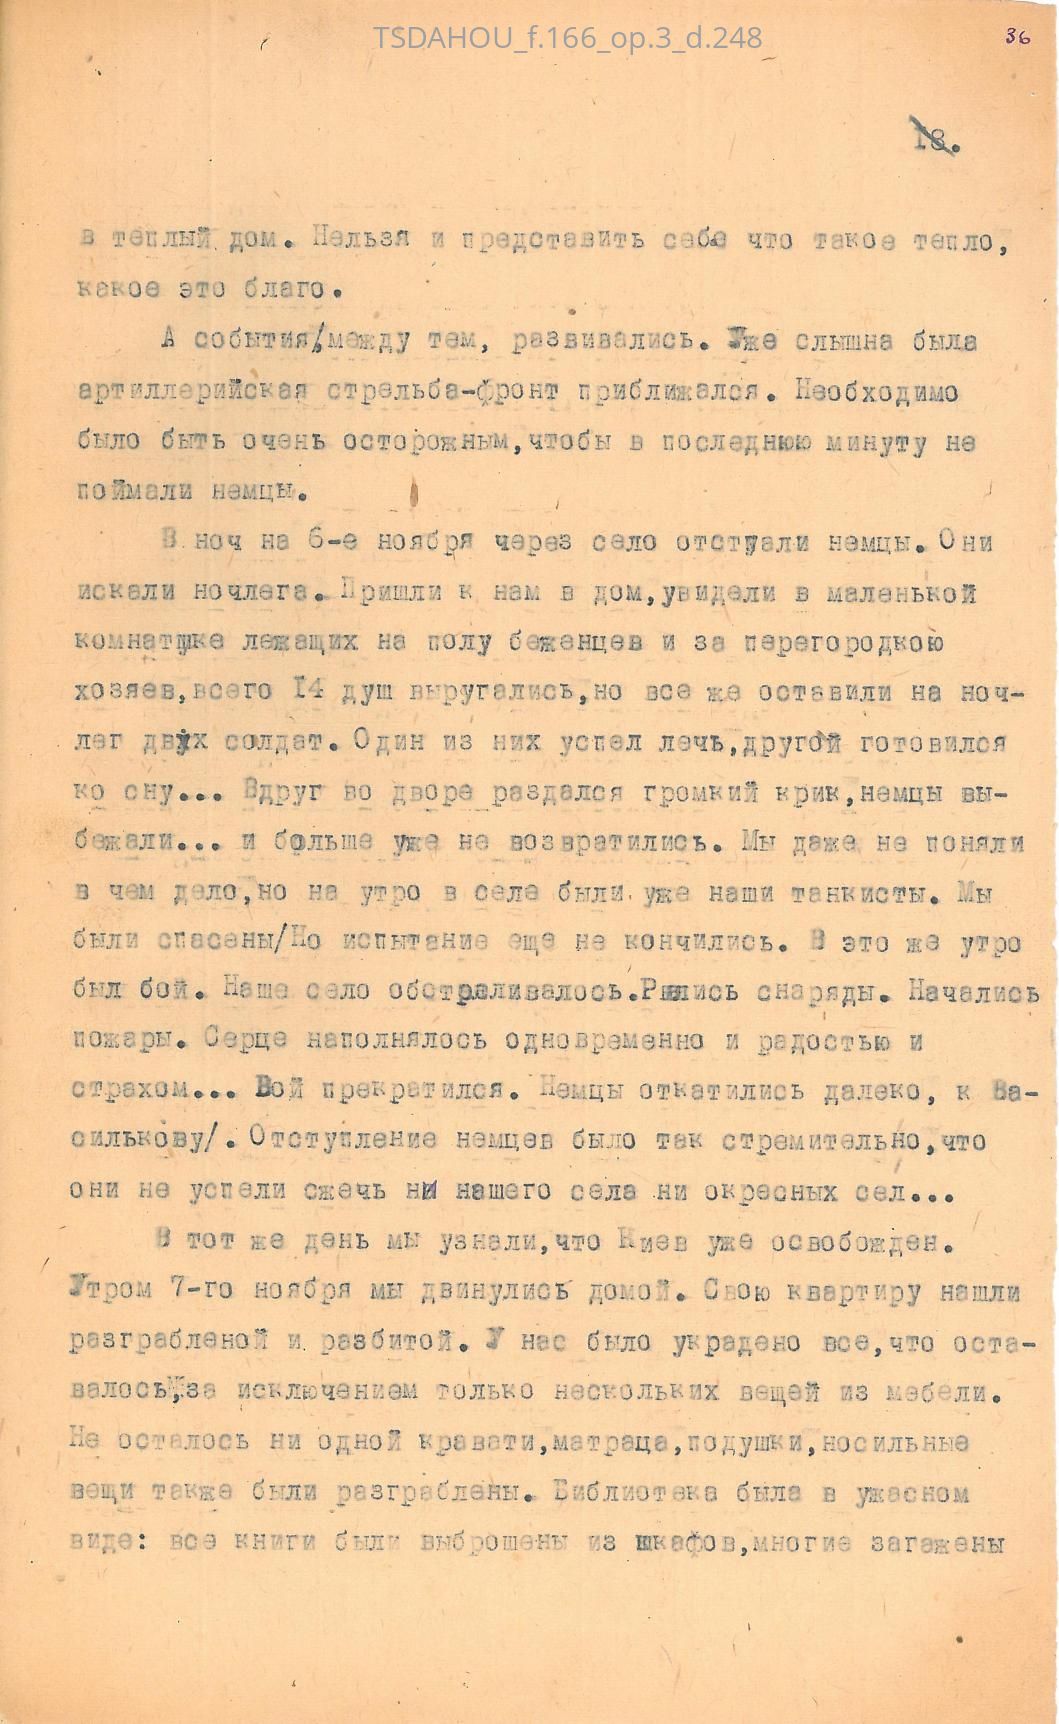 TSDAHOU_f.166_op.3_d.248
36
18.
в теплый дом. Нельзя и представить себе что такое тепло,
какое это благо.
А события,между тем, развивались. Уже слышна была
артиллерийская стрельба-фронт приближался. Необходимо
было быть очень осторожным,чтобы в последнюю минуту не
поймали немцы.
В ноч на 6-е ноября через село отступали немцы. Они
искали ночлега. Пришли к нам в дом,увидели в маленькой
комнатушке лежащих на полу беженцев и за перегородкою
хозяев,всего 14 душ выругались,но все же оставили на ноч-
лег двух солдат. Один из них успел лечь,другой готовился
ко сну... Вдруг во дворе раздался громкий крик,немцы вы-
бежали... и больше уже не возвратились. Мы даже не поняли
в чем дело,но на утро в селе были уже наши танкисты. Мы
были спасены/Но испытание еще не кончились. В это же утро
был бой. Наше село обстреливалось.Рвались снаряды. Начались
пожары. Серце наполнялось одновременно и радостью и
страхом... Бой прекратился. Немцы откатились далеко, к Ва-
силькову/. Отступление немцев было так стремительно,что
они не успели сжечь ни нашего села ни окресных сел...
В тот же день мы узнали,что Киев уже освобожден.
Утром 7-го ноября мы двинулись домой. Свою квартиру нашли
разграбленой и разбитой. У нас было украдено все,что оста-
валось,за исключением только нескольких вещей из мебели.
Не осталось ни одной кравати,матраца,подушки,носильные
вещи также были разграблены. Библиотека была в ужасном
виде: все книги были выброшены из шкафов,многие загажены